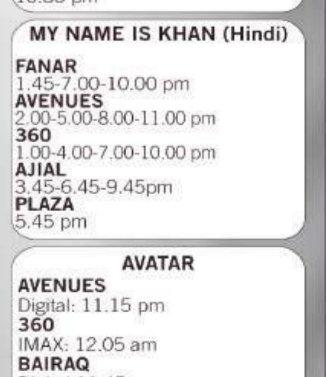 MY NAME IS KHAN (Hindi)
FANAR
1.45-7.00-10.00 pm
AVENUES
2.00-5.00-8.00-11.00 pm
360
1.00-4.00-7.00-10.00 pm
AJIAL
3.45-6.45-9.45pm
PLAZA
5.45 pm
AVATAR
AVENUES
Digital: 11.15 pm
360
IMAX: 12.05 am
BAIRAQ